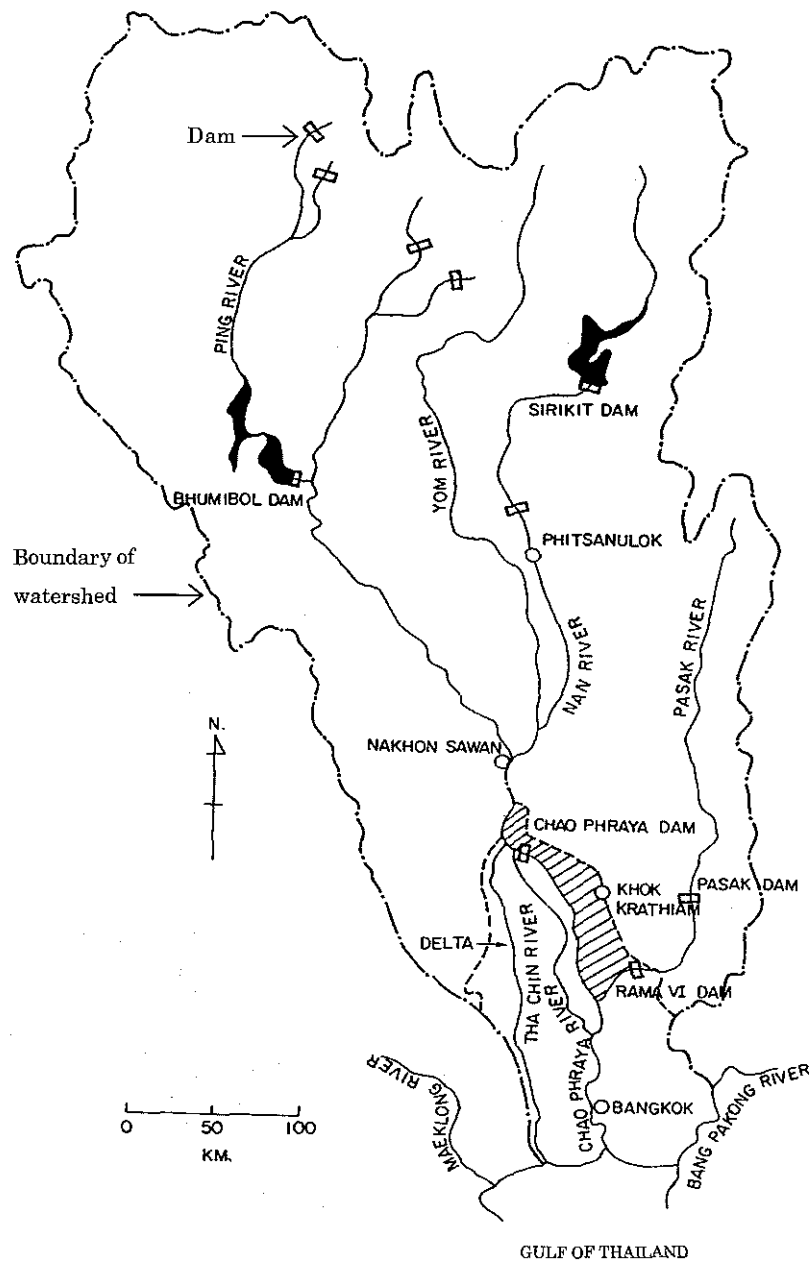 Dam
PING RIVER
YOM RIVER
SIRIKIT DAM
BHUMIBOL DAM
PHITSANULOK
Boundary of
watershed
NAN RIVER
PASAK RIVER
N.
NAKHON SAWAN
CHAO PHRAYA DAM
KHOK
KRATHIAM
PASAK DAM
DELTA
THA CHIN RIVER
RAMA VI DAM
CHAO PHRAYA RIVER
MAEKLONG RIVER
BANGKOK
BANG PAKONG RIVER
0 50 100
KM.
GULF OF THAILAND